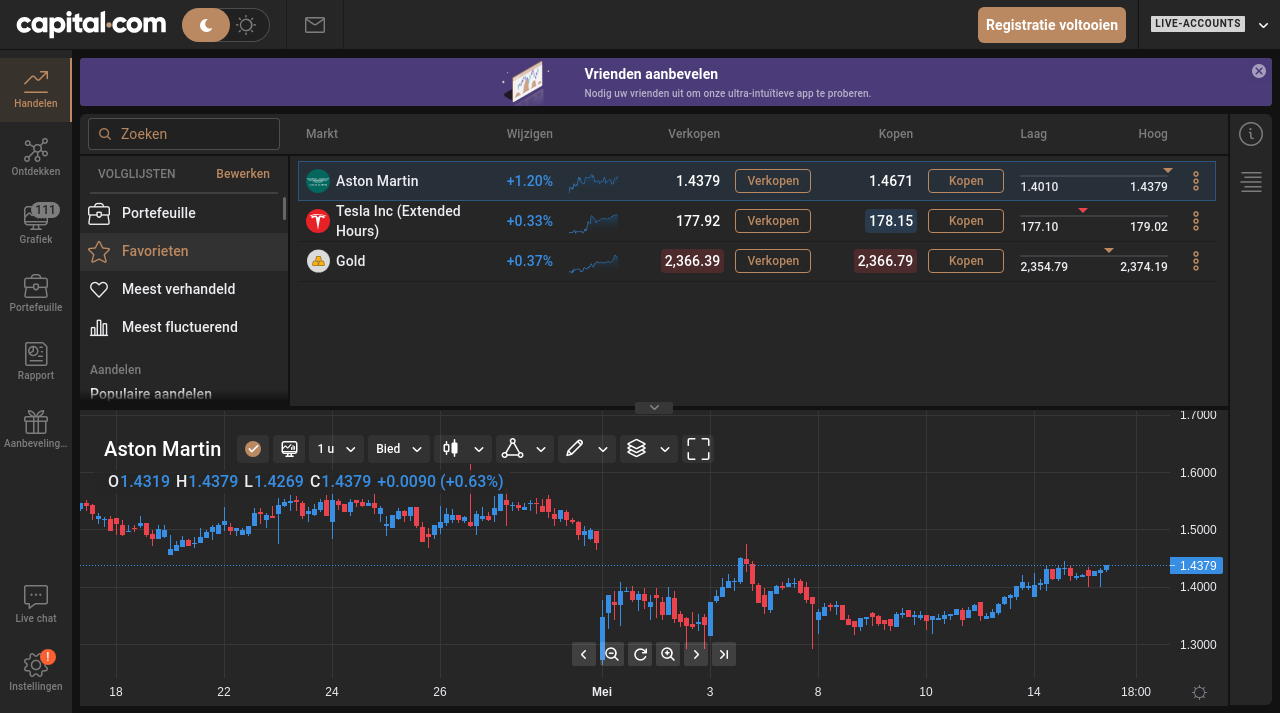 capital.com
Registratie voltooien
LIVE-ACCOUNTS
Vrienden aanbevelen
Nodig uw vrienden uit om onze ultra-intuïtieve app te proberen.
Handelen
Ontdekken
111
Grafiek
Portefeuille
Rapport
Aanbeveling...
Live chat
!
Instellingen
Zoeken
VOLGLIJSTEN Bewerken
Portefeuille
Favorieten
Meest verhandeld
Meest fluctuerend
Aandelen
Populaire aandelen
Markt Wijzigen Verkopen Kopen Laag Hoog
Aston Martin +1.20% 1.4379 Verkopen 1.4671 Kopen 1.4010 1.4379
Tesla Inc (Extended
Hours) +0.33% 177.92 Verkopen 178.15 Kopen 177.10 179.02
Gold +0.37% 2,366.39 Verkopen 2,366.79 Kopen 2,354.79 2,374.19
Aston Martin 1 u Bied
O1.4319 H1.4379 L1.4269 C1.4379 +0.0090 (+0.63%)
1.7000
1.6000
1.5000
1.4379
1.4000
1.3000
18 22 24 26 Mei 3 8 10 14 18:00